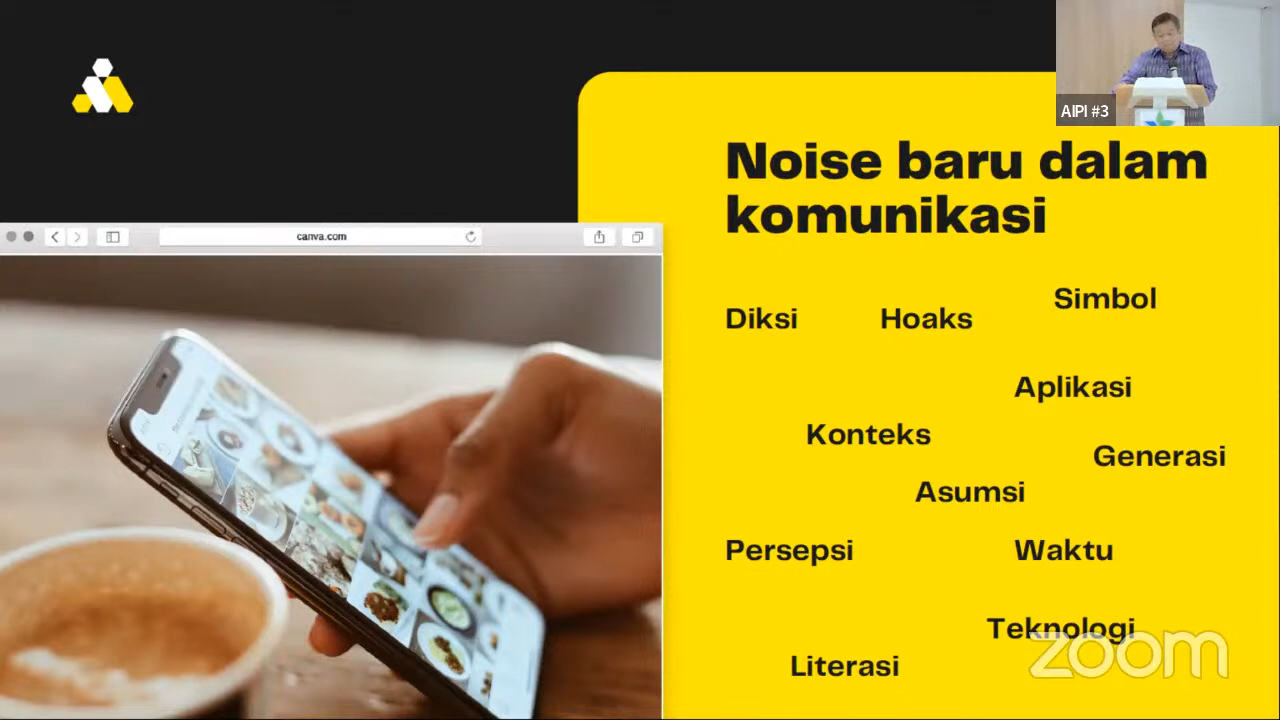 AIPI #3
Noise baru dalam
komunikasi
canva.com
Simbol
Diksi
Hoaks
Aplikasi
Konteks
Generasi
Asumsi
Persepsi
Waktu
Teknologi
Literasi
zoom